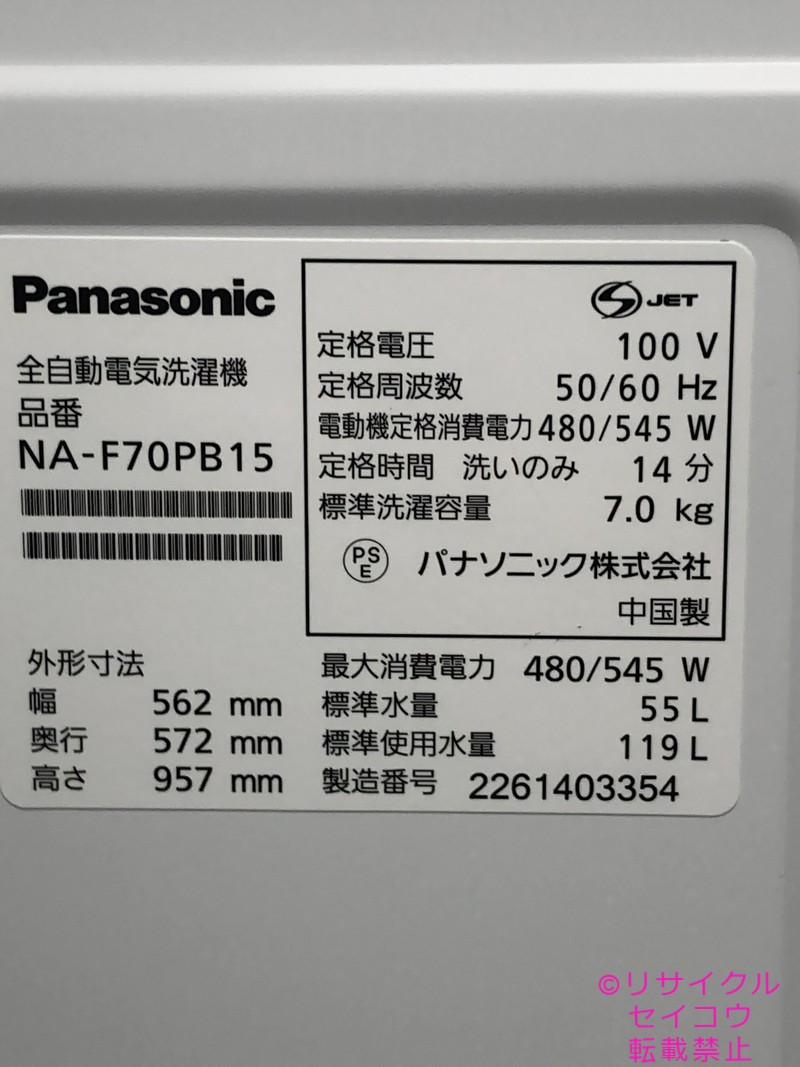 Panasonic
全自動電気洗濯機
品番
NA-F70PB15
JET
定格電圧 100 V
定格周波数 50/60 Hz
電動機定格消費電力 480/545 W
定格時間 洗いのみ 14 分
標準洗濯容量 7.0 kg
PSE パナソニック株式会社
中国製
外形寸法
幅 562 mm
奥行 572 mm
高さ 957 mm
最大消費電力 480/545 W
標準水量 55 L
標準使用水量 119 L
製造番号 2261403354
©リサイクル
セイコウ
転載禁止